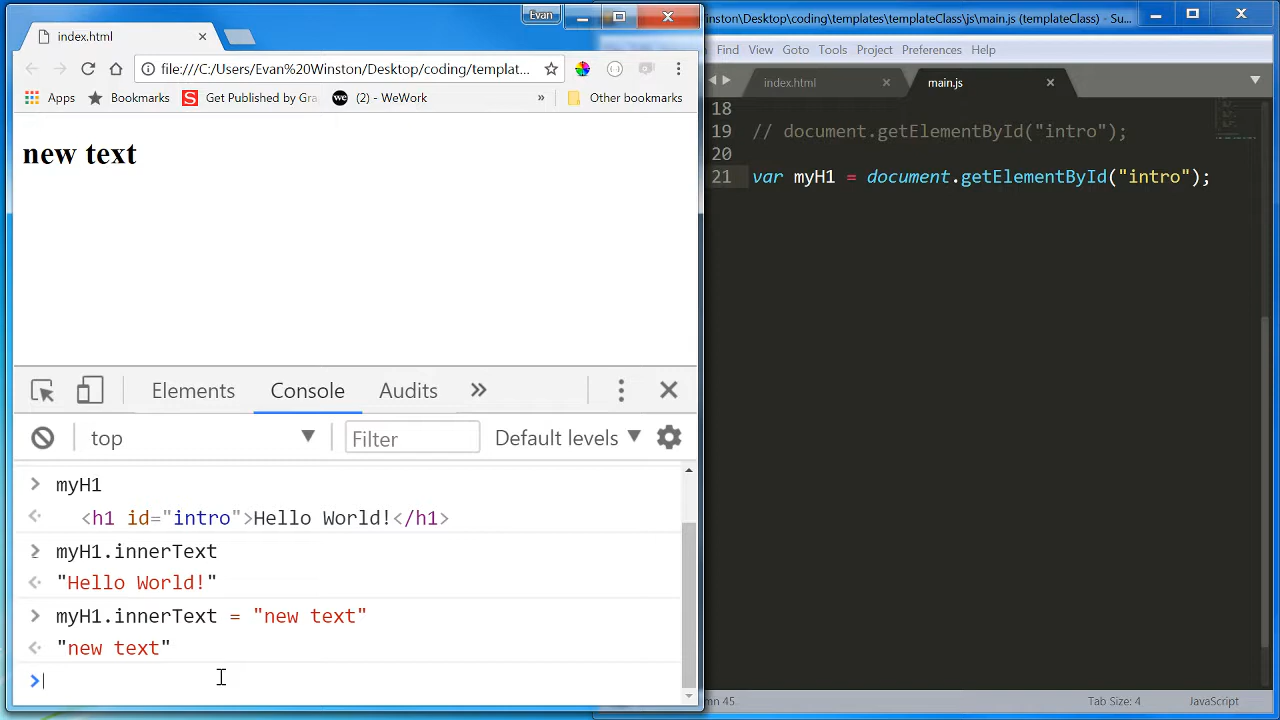 Evan
index.html
file:///C:/Users/Evan%20Winston/Desktop/coding/templat...
Apps
Bookmarks
S
Get Published by Gra
we
(2) - WeWork
»
Other bookmarks
new text
Elements
Console
Audits
»
top
Filter
Default levels
> myH1
<h1 id="intro">Hello World!</h1>
> myH1.innerText
"Hello World!"
> myH1.innerText = "new text"
"new text"
>
inston\Desktop\coding\templates\templateClass\js\main.js (templateClass) - Su...
Find
View
Goto
Tools
Project
Preferences
Help
index.html
main.js
18
19 // document.getElementById("intro");
20
21 var myH1 = document.getElementById("intro");
mn 45
Tab Size: 4
JavaScript